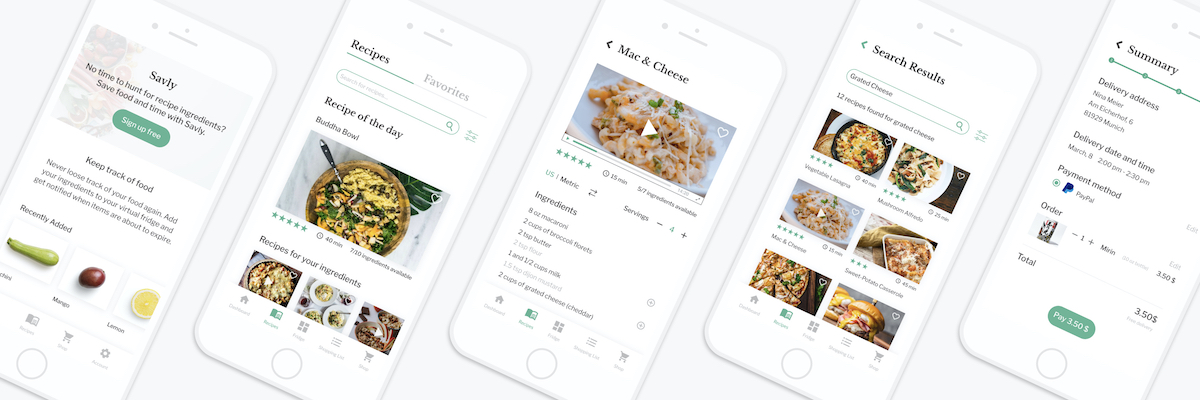 Savly
No time to hunt for recipe ingredients?
Save food and time with Savly.
Sign up free
Keep track of food
Never loose track of your food again. Add
your ingredients to your virtual fridge and
get notified when items are about to expire.
Recently Added
Mango
Lemon
Recipes
Shop
Account
Recipes
Favorites
Search for recipes...
Recipe of the day
Buddha Bowl
40 min
7/10 ingredients available
Recipes for your ingredients
Dashboard
Recipes
Fridge
Shopping List
Shop
Mac & Cheese
15 min
5/7 ingredients available
US | Metric
Servings
4
Ingredients
8 oz macaroni
2 cups of broccoli florets
2 tsp butter
1 tsp flour
1 and 1/2 cups milk
1.5 tsp dijon mustard
2 cups of grated cheese (cheddar)
Dashboard
Recipes
Fridge
Shopping List
Shop
Search Results
Grated Cheese
12 recipes found for grated cheese
Vegetable Lasagna
40 min
Mushroom Alfredo
25 min
Mac & Cheese
15 min
Sweet-Potato Casserole
45 min
Dashboard
Recipes
Fridge
Shopping List
Shop
Summary
Delivery address
Nina Meier
Am Eicherhof, 6
81929 Munich
Delivery date and time
March, 8 2:00 pm - 2:30 pm
Payment method
PayPal
Edit
Order
1
Mirin
Edit
3.50 $
Total
3.50$
Free delivery
Pay 3.50 $